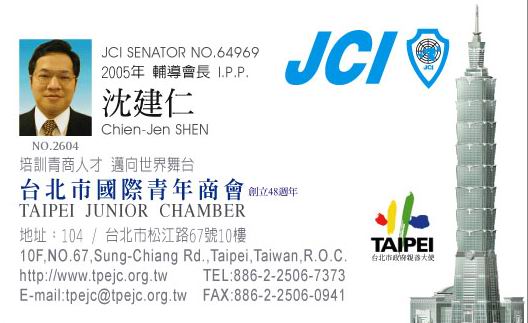 JCI SENATOR NO.64969
2005年 輔導會長 I.P.P.
沈建仁
Chien-Jen SHEN
NO.2604
JCI
JCI
培訓青商人才 邁向世界舞台
台北市國際青年商會 創立48週年
TAIPEI JUNIOR CHAMBER
地址：104 / 台北市松江路67號10樓
10F,NO.67,Sung-Chiang Rd.,Taipei,Taiwan,R.O.C.
http://www.tpejc.org.tw TEL:886-2-2506-7373
E-mail:tpejc@tpejc.org.tw FAX:886-2-2506-0941
TAIPEI
台北市政府親善大使